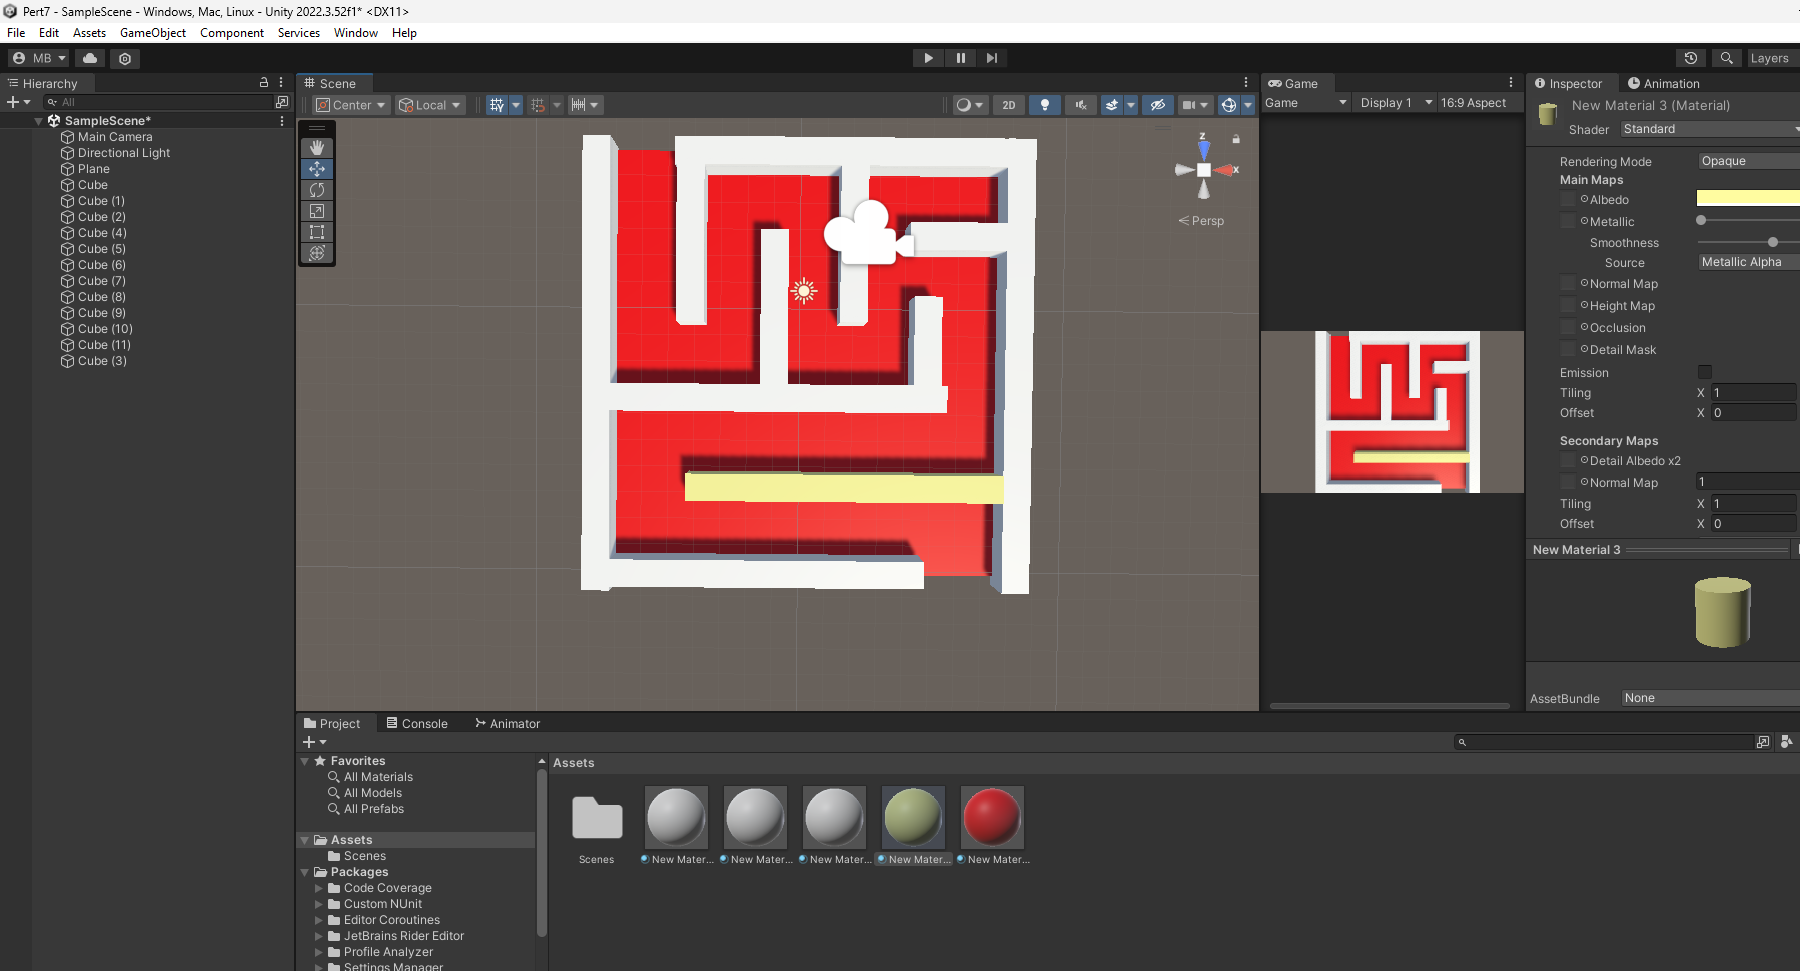 Pert7 - SampleScene - Windows, Mac, Linux - Unity 2022.3.52f1* <DX11>
File Edit Assets GameObject Component Services Window Help
MB
Layers
Hierarchy
All
SampleScene*
Main Camera
Directional Light
Plane
Cube
Cube (1)
Cube (2)
Cube (4)
Cube (5)
Cube (6)
Cube (7)
Cube (8)
Cube (9)
Cube (10)
Cube (11)
Cube (3)
Scene
Center Local
2D
z
x
Persp
Game
Game Display 1 16:9 Aspect
Inspector Animation
New Material 3 (Material)
Shader Standard
Rendering Mode Opaque
Main Maps
Albedo
Metallic
Smoothness
Source Metallic Alpha
Normal Map
Height Map
Occlusion
Detail Mask
Emission
Tiling X 1
Offset X 0
Secondary Maps
Detail Albedo x2
Normal Map 1
Tiling X 1
Offset X 0
New Material 3
AssetBundle None
Project Console Animator
Favorites
All Materials
All Models
All Prefabs
Assets
Scenes
Packages
Code Coverage
Custom NUnit
Editor Coroutines
JetBrains Rider Editor
Profile Analyzer
Settings Manager
Assets
Scenes New Mater... New Mater... New Mater... New Mater... New Mater...